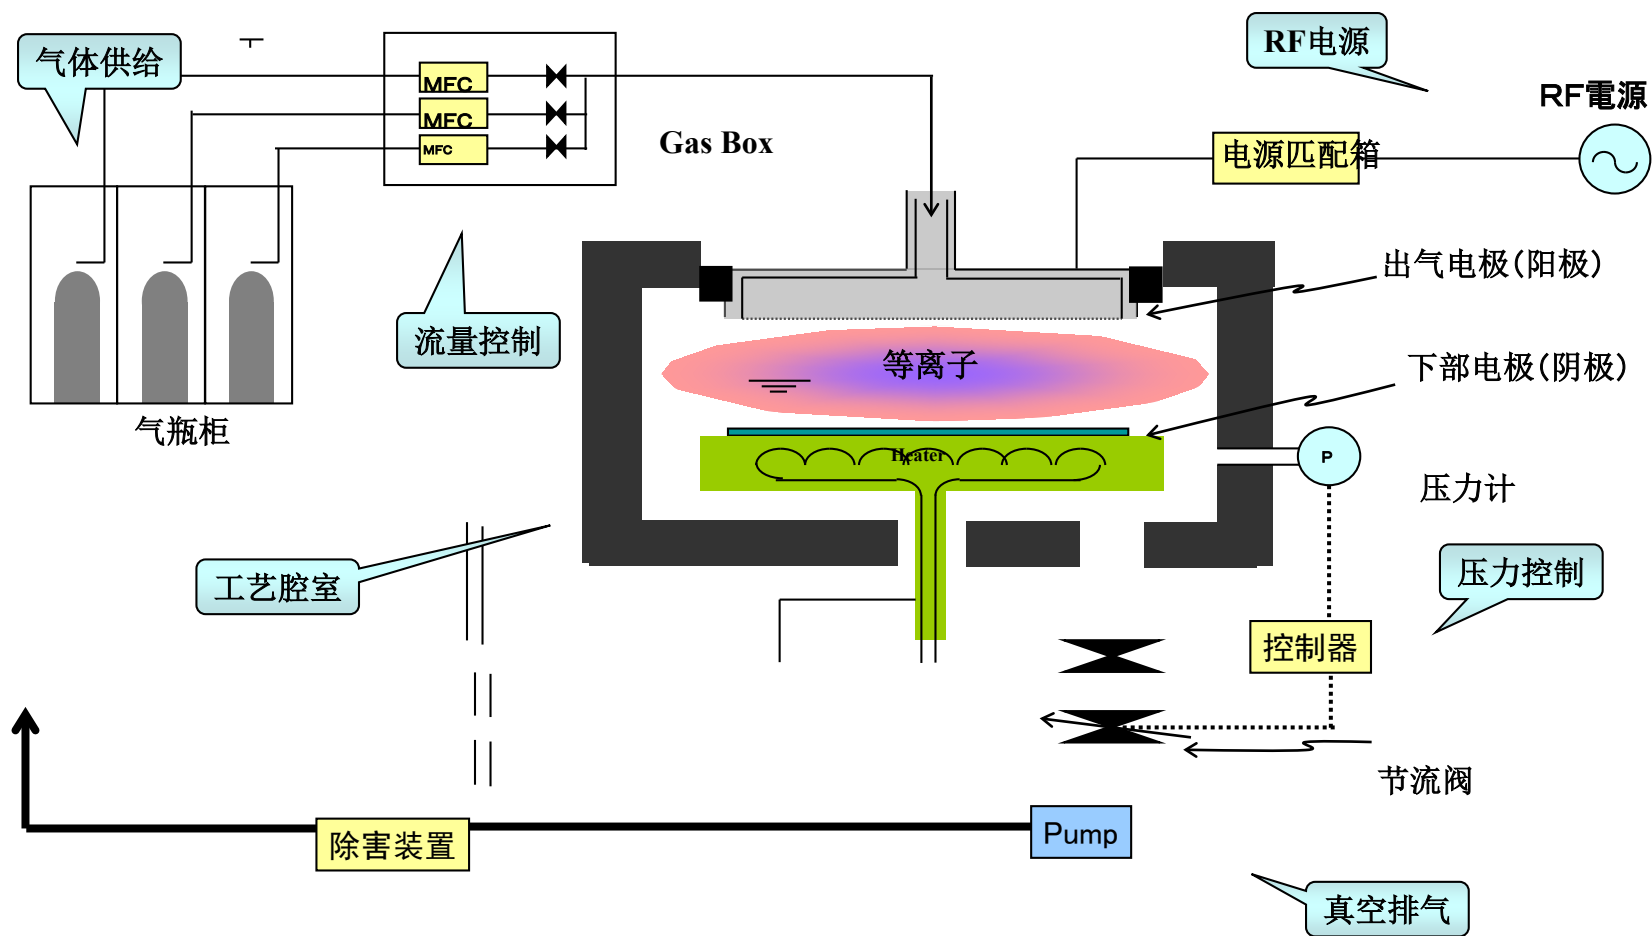 RF电源
气体供给
MFC
MFC
MFC
RF電源
Gas Box
电源匹配箱
出气电极(阳极)
流量控制
等离子
下部电极(阴极)
气瓶柜
Heater
P
压力计
工艺腔室
压力控制
控制器
节流阀
Pump
除害装置
真空排气